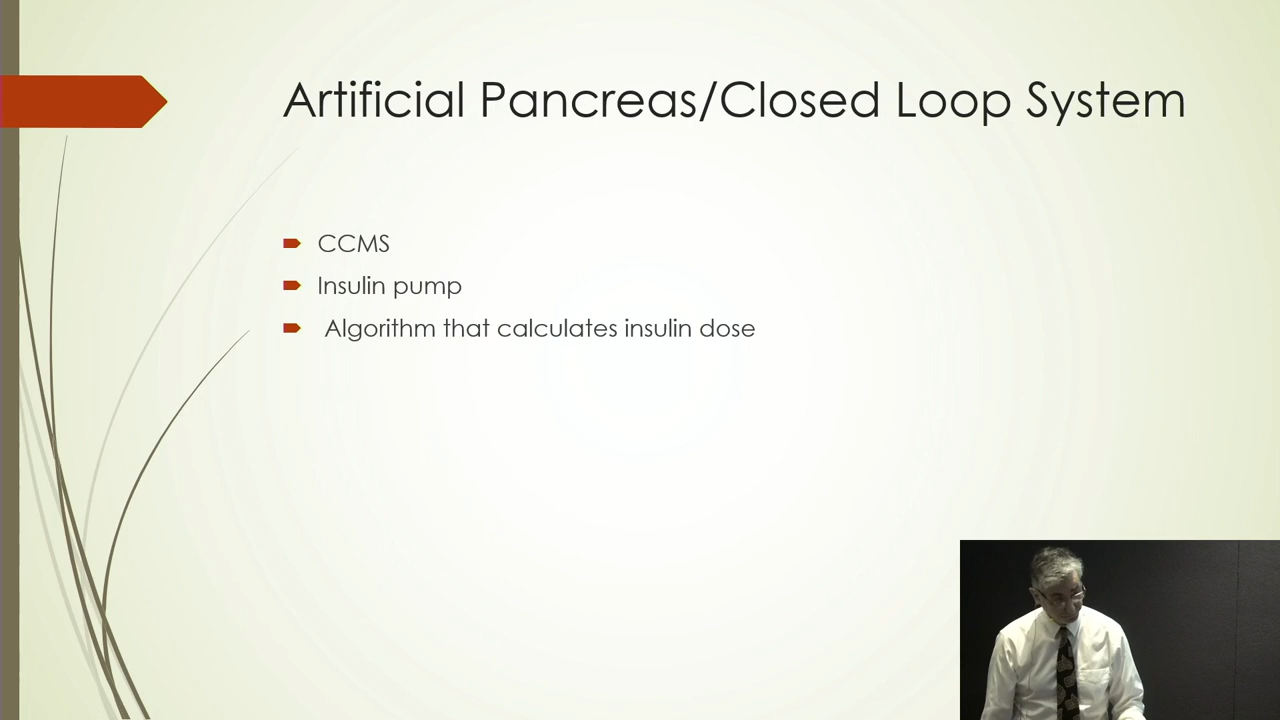 Artificial Pancreas/Closed Loop System
CCMS
Insulin pump
Algorithm that calculates insulin dose